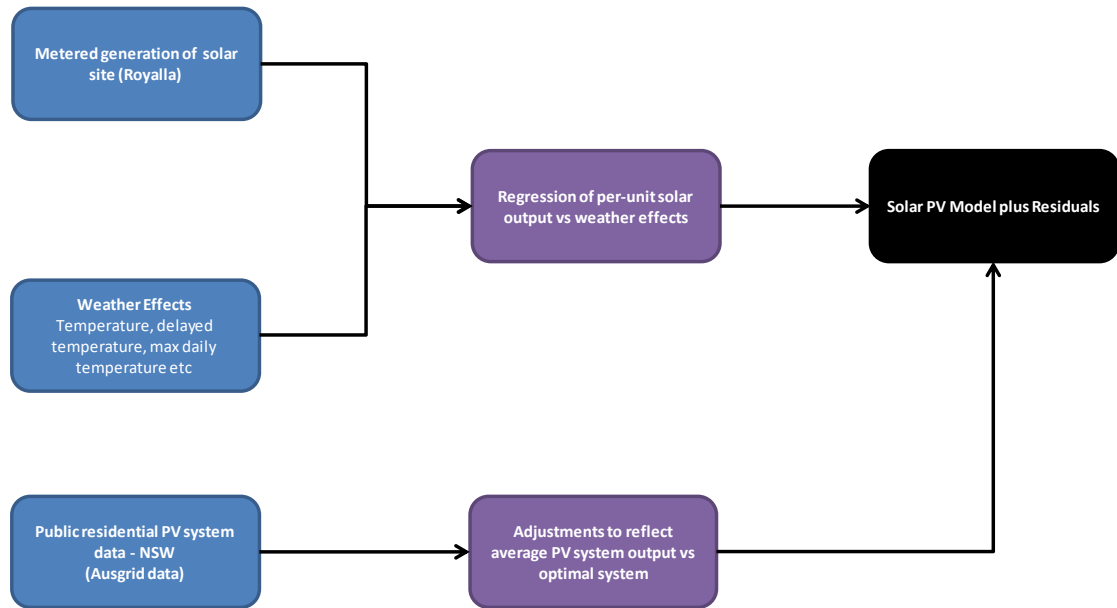 Metered generation of solar
site (Royalla)
Regression of per-unit solar
output vs weather effects
Solar PV Model plus Residuals
Weather Effects
Temperature, delayed
temperature, max daily
temperature etc
Public residential PV system
data - NSW
(Ausgrid data)
Adjustments to reflect
average PV system output vs
optimal system